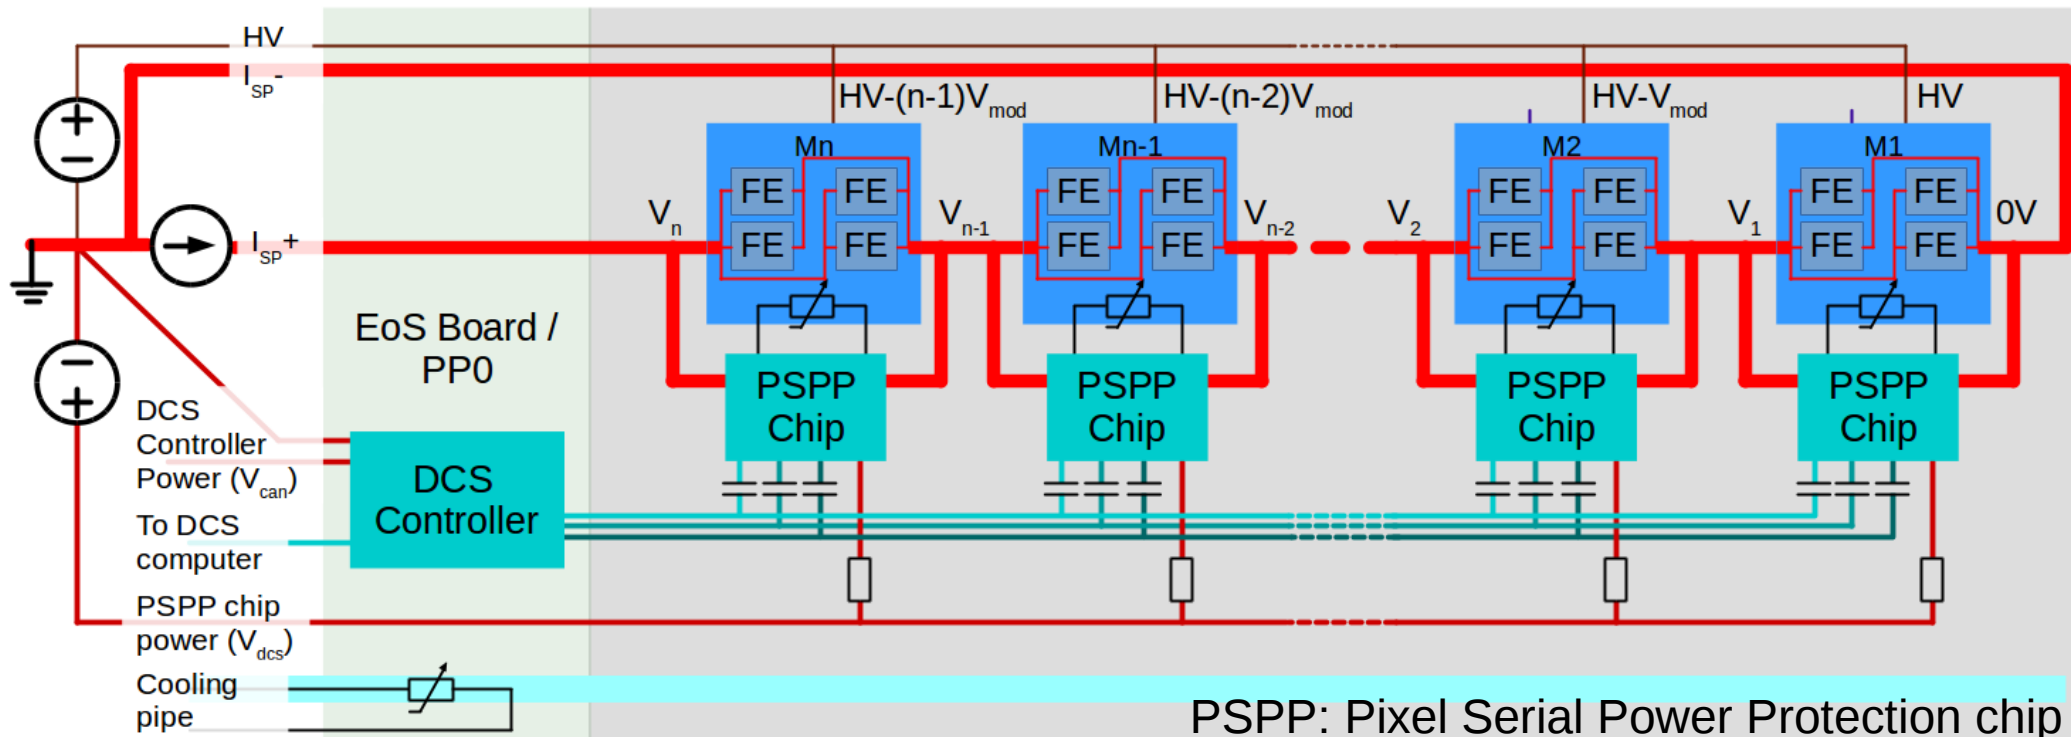 HV
I_SP-
HV-(n-1)V_mod
HV-(n-2)V_mod
HV-V_mod
HV
Mn
Mn-1
M2
M1
FE FE
FE FE
FE FE
FE FE
FE FE
FE FE
FE FE
FE FE
V_n
V_n-1
V_n-2
V_2
V_1
0V
I_SP+
EoS Board /
PP0
PSPP
Chip
PSPP
Chip
PSPP
Chip
PSPP
Chip
DCS
Controller
Power (V_can)
DCS
Controller
To DCS
computer
PSPP chip
power (V_dcs)
Cooling
pipe
PSPP: Pixel Serial Power Protection chip